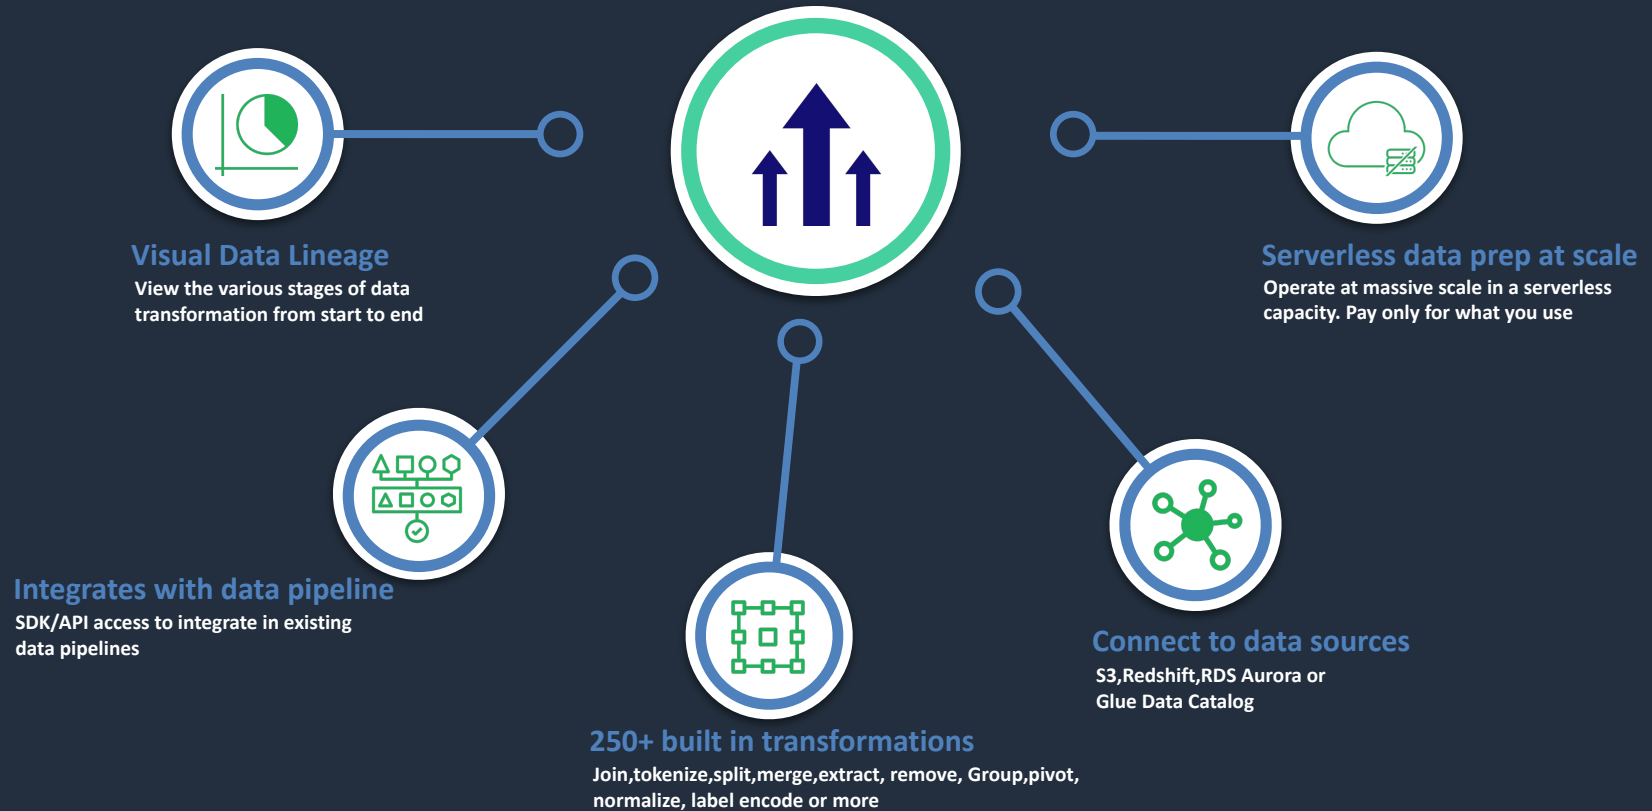 Visual Data Lineage
View the various stages of data
transformation from start to end
Serverless data prep at scale
Operate at massive scale in a serverless
capacity. Pay only for what you use
Integrates with data pipeline
SDK/API access to integrate in existing
data pipelines
Connect to data sources
S3,Redshift,RDS Aurora or
Glue Data Catalog
250+ built in transformations
Join,tokenize,split,merge,extract, remove, Group,pivot,
normalize, label encode or more